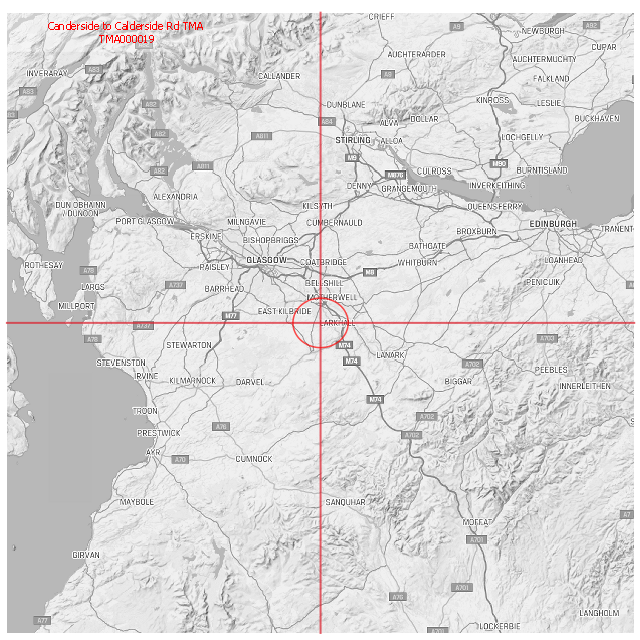 Canderside to Calderside Rd TMA
TMA000019
CRIEFF
A9
NEWBURGH
A92
CUPAR
AUCHTERARDER
AUCHTERMUCHTY
INVERARAY
A83
CALLANDER
A9
FALKLAND
A83
KINROSS
LESLIE
DUNBLANE
A82
DOLLAR
BUCKHAVEN
A84
ALVA
A82
A811
STIRLING
ALLOA
LOCHGELLY
M9
M90
A811
A82
CULROSS
BURNTISLAND
M876
DENNY
GRANGEMOUTH
INVERKEITHING
ALEXANDRIA
DUN OBHAINN
/ DUNOON
KILSYTH
QUEENSFERRY
PORT GLASGOW
MILNGAVIE
CUMBERNAULD
EDINBURGH
BROXBURN
TRANENT
ERSKINE
BISHOPBRIGGS
BATHGATE
ROTHESAY
GLASGOW
COATBRIDGE
WHITBURN
LOANHEAD
PAISLEY
A78
M8
LARGS
A737
BARRHEAD
BELLSHILL
PENICUIK
MOTHERWELL
MILLPORT
EAST KILBRIDE
M77
LARKHALL
A737
A78
A703
STEWARTON
M74
LANARK
M74
STEVENSTON
A702
PEEBLES
IRVINE
KILMARNOCK
DARVEL
BIGGAR
INNERLEITHEN
M74
TROON
A702
A76
PRESTWICK
A702
AYR
A70
CUMNOCK
MAYBOLE
SANQUHAR
A7
MOFFAT
A701
GIRVAN
A701
A76
LANGHOLM
A77
LOCKERBIE
A701